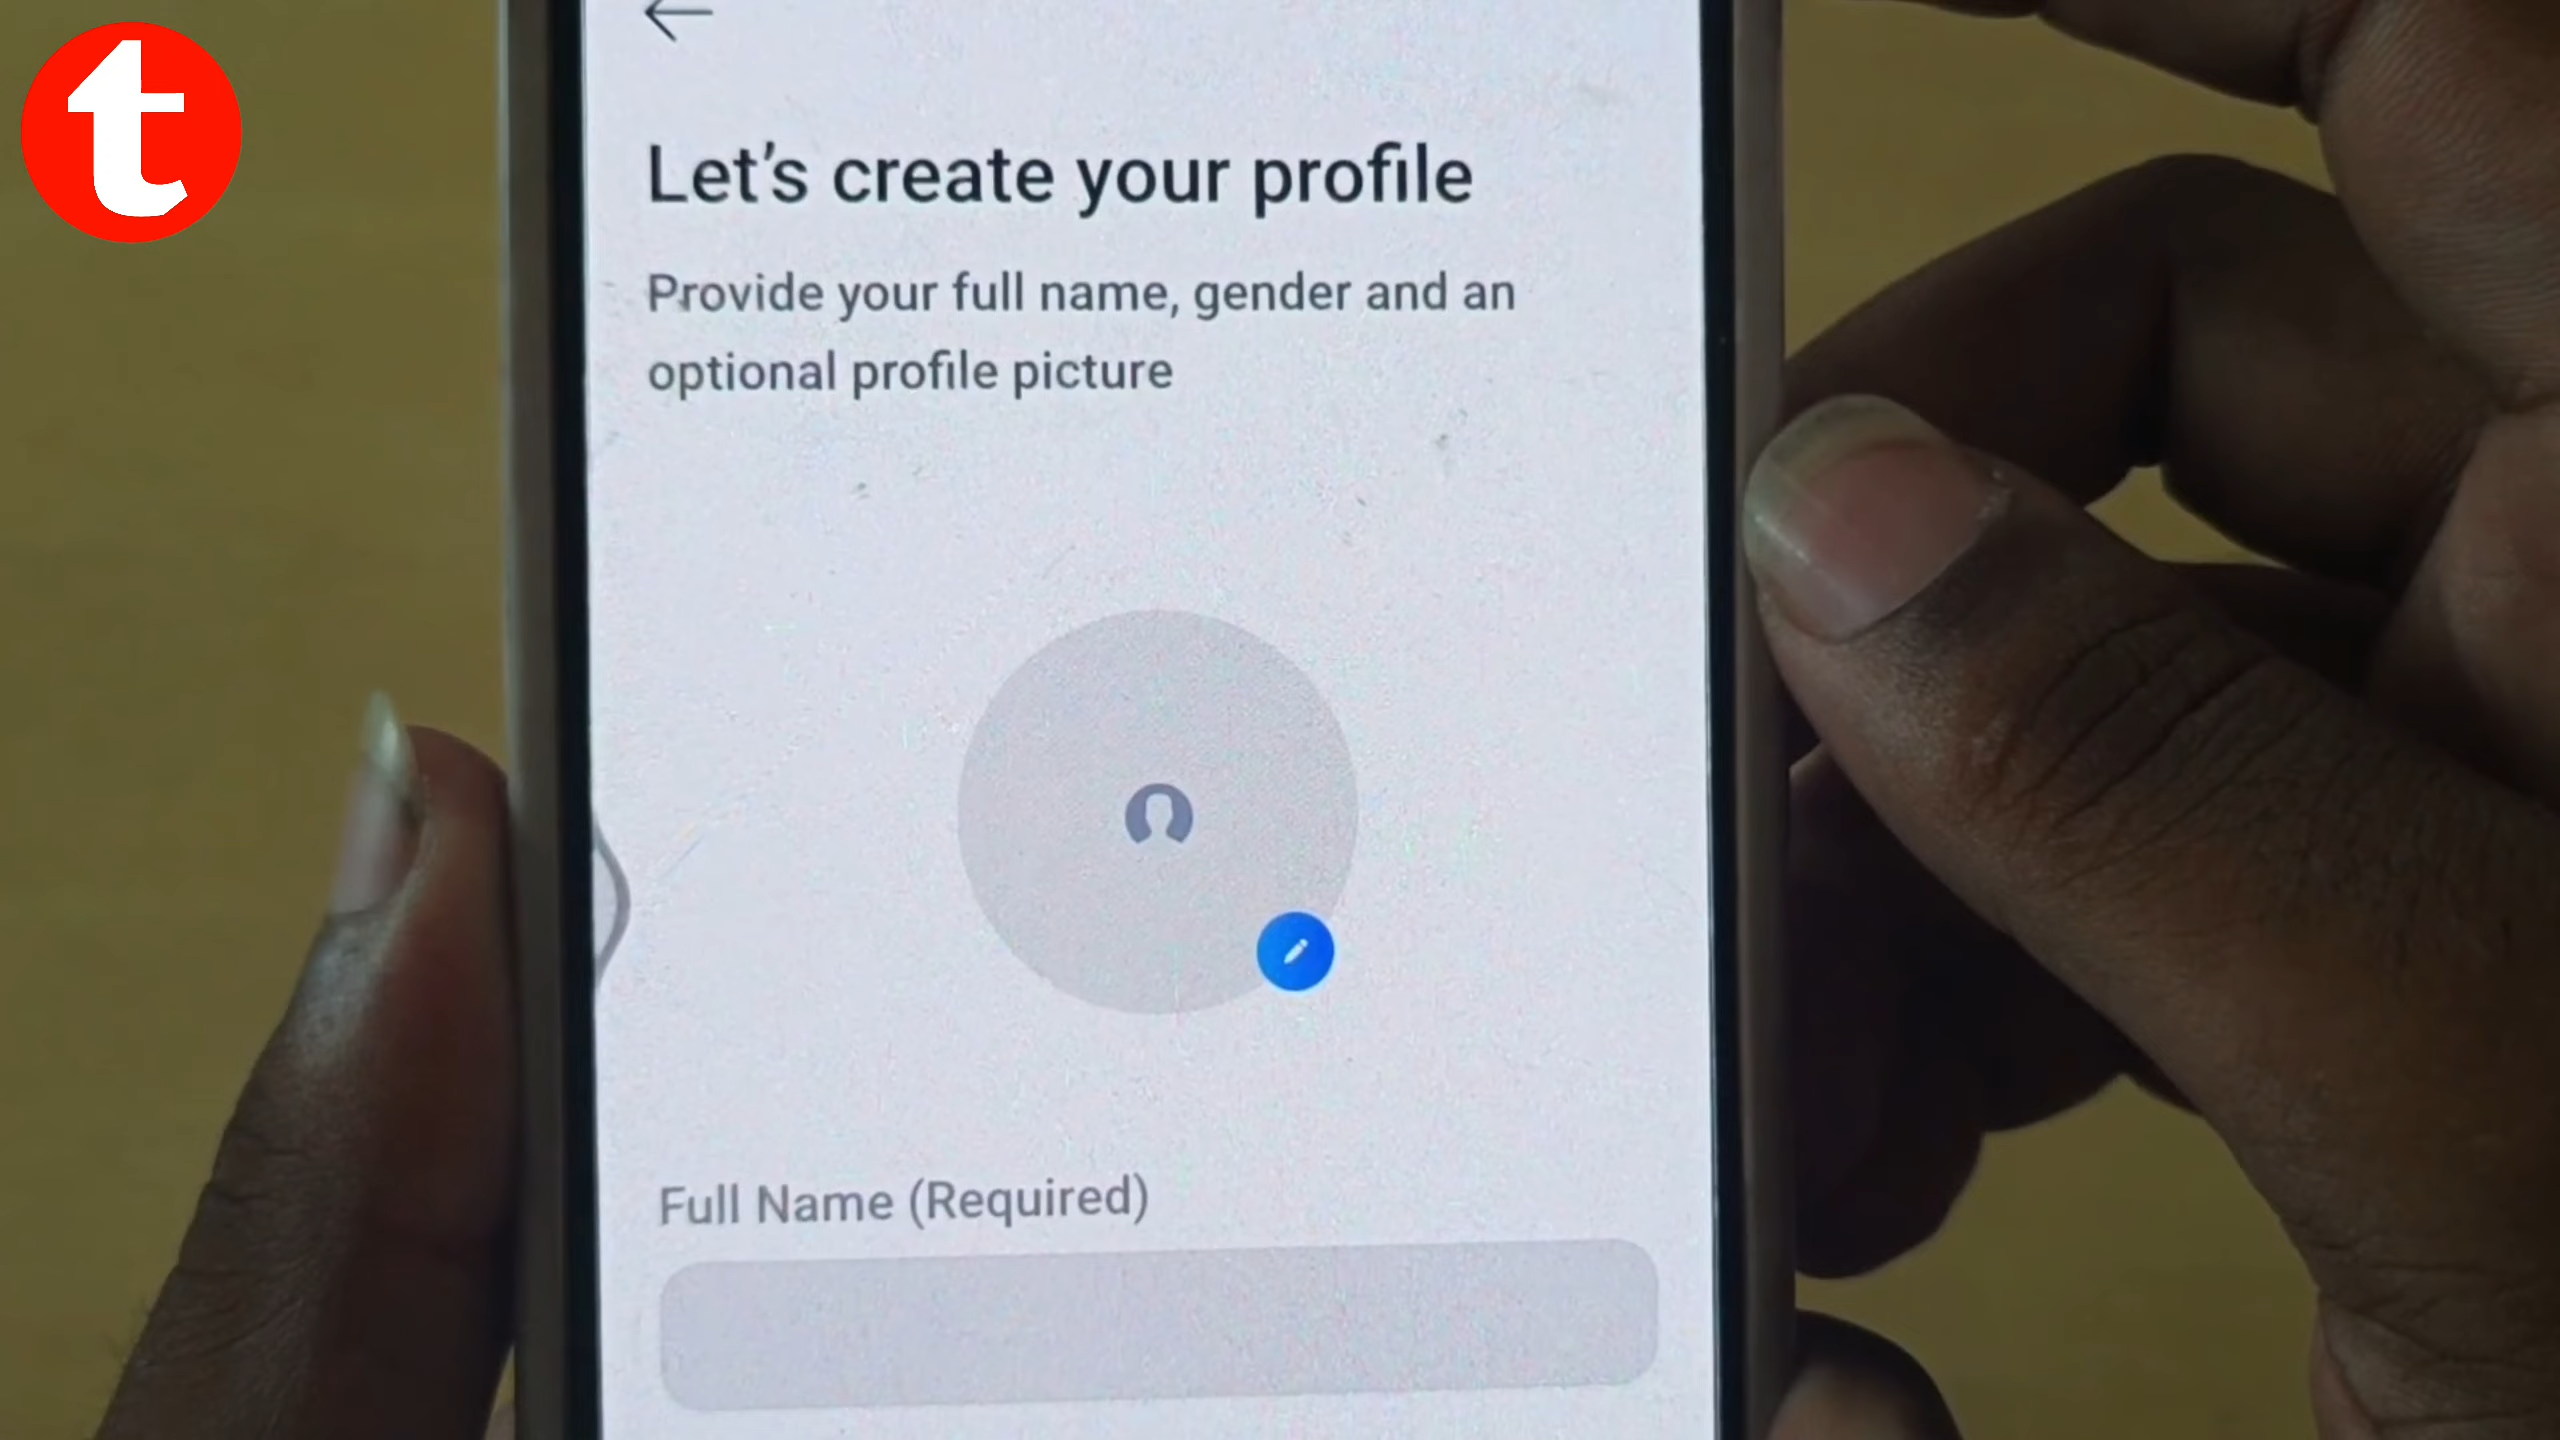 t
Let's create your profile
Provide your full name, gender and an
optional profile picture
Full Name (Required)